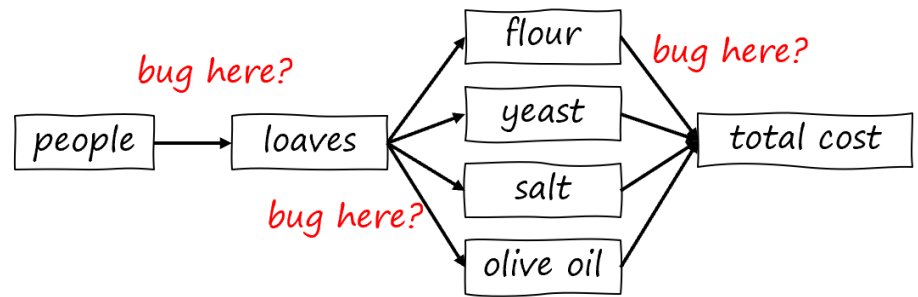 flour
bug here?
bug here?
people
loaves
yeast
total cost
salt
bug here?
olive oil